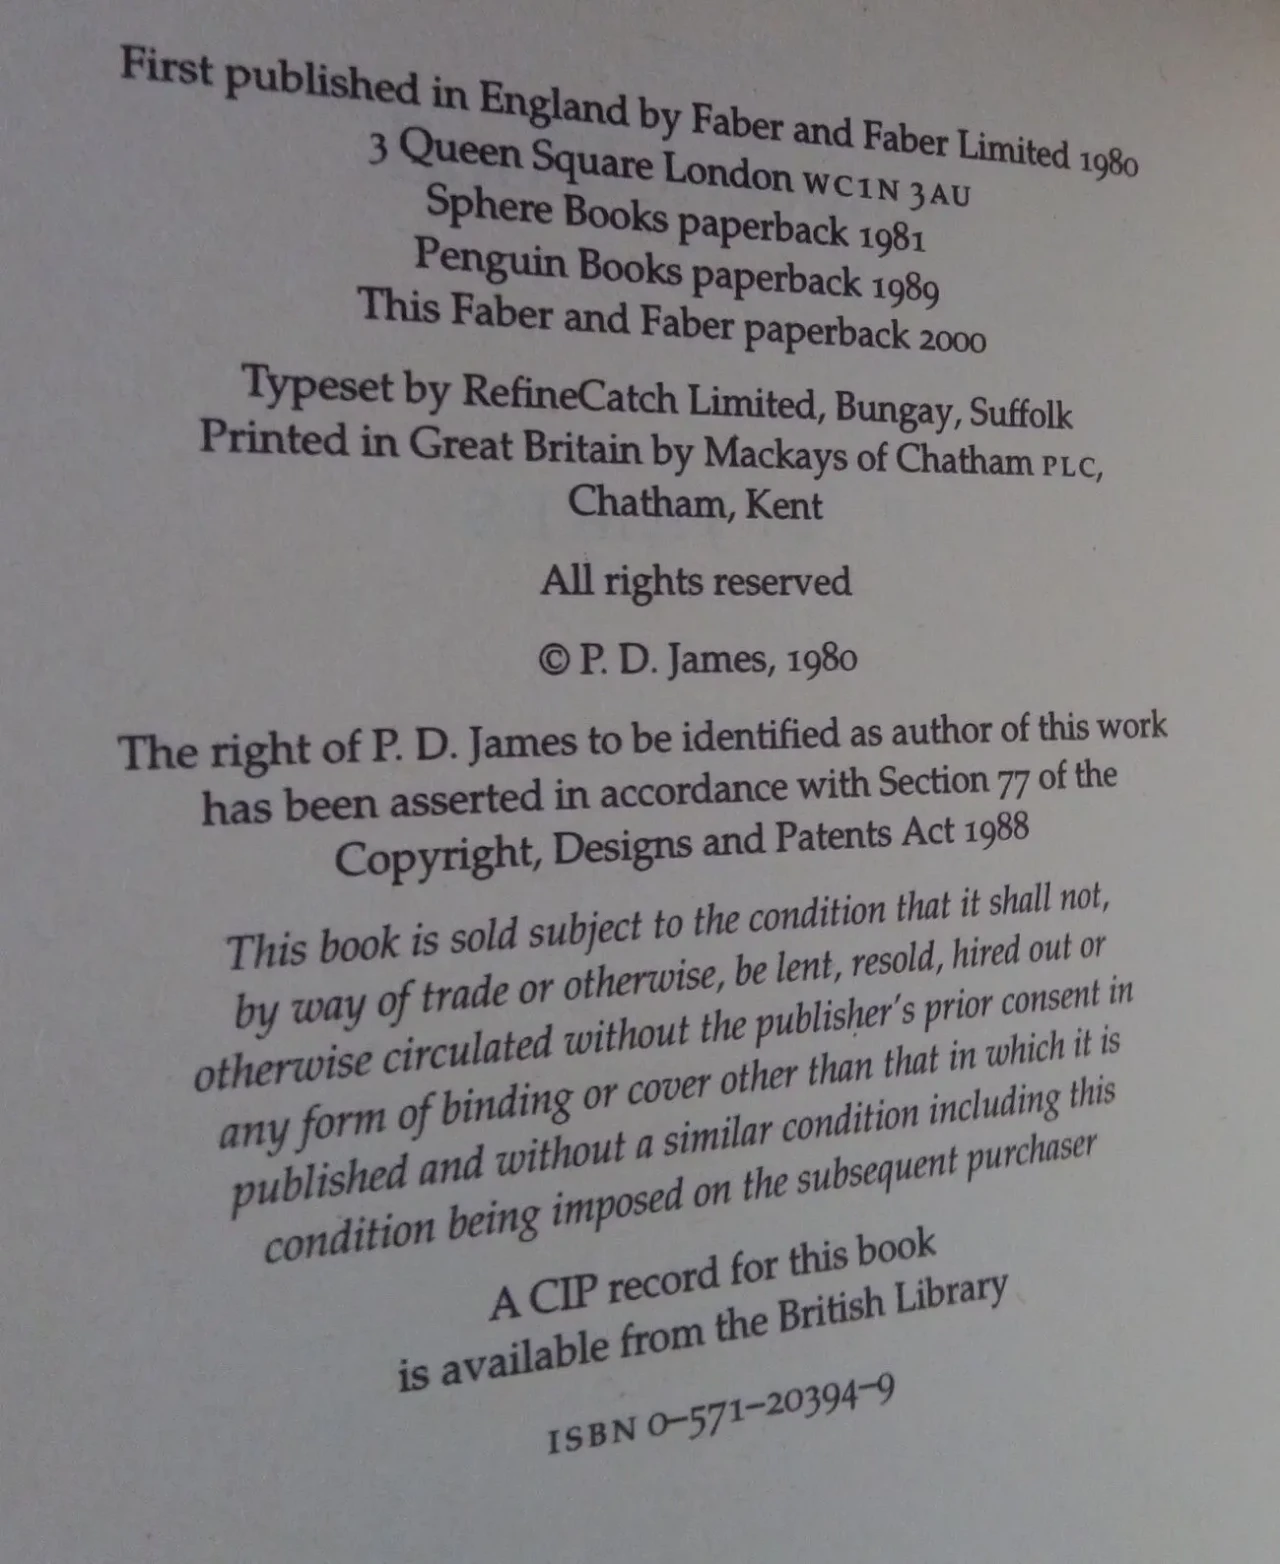 First published in England by Faber and Faber Limited 1980
3 Queen Square London WC1N 3AU
Sphere Books paperback 1981
Penguin Books paperback 1989
This Faber and Faber paperback 2000
Typeset by RefineCatch Limited, Bungay, Suffolk
Printed in Great Britain by Mackays of Chatham PLC,
Chatham, Kent
All rights reserved
© P. D. James, 1980
The right of P. D. James to be identified as author of this work
has been asserted in accordance with Section 77 of the
Copyright, Designs and Patents Act 1988
This book is sold subject to the condition that it shall not,
by way of trade or otherwise, be lent, resold, hired out or
otherwise circulated without the publisher's prior consent in
any form of binding or cover other than that in which it is
published and without a similar condition including this
condition being imposed on the subsequent purchaser
A CIP record for this book
is available from the British Library
ISBN 0–571–20394–9